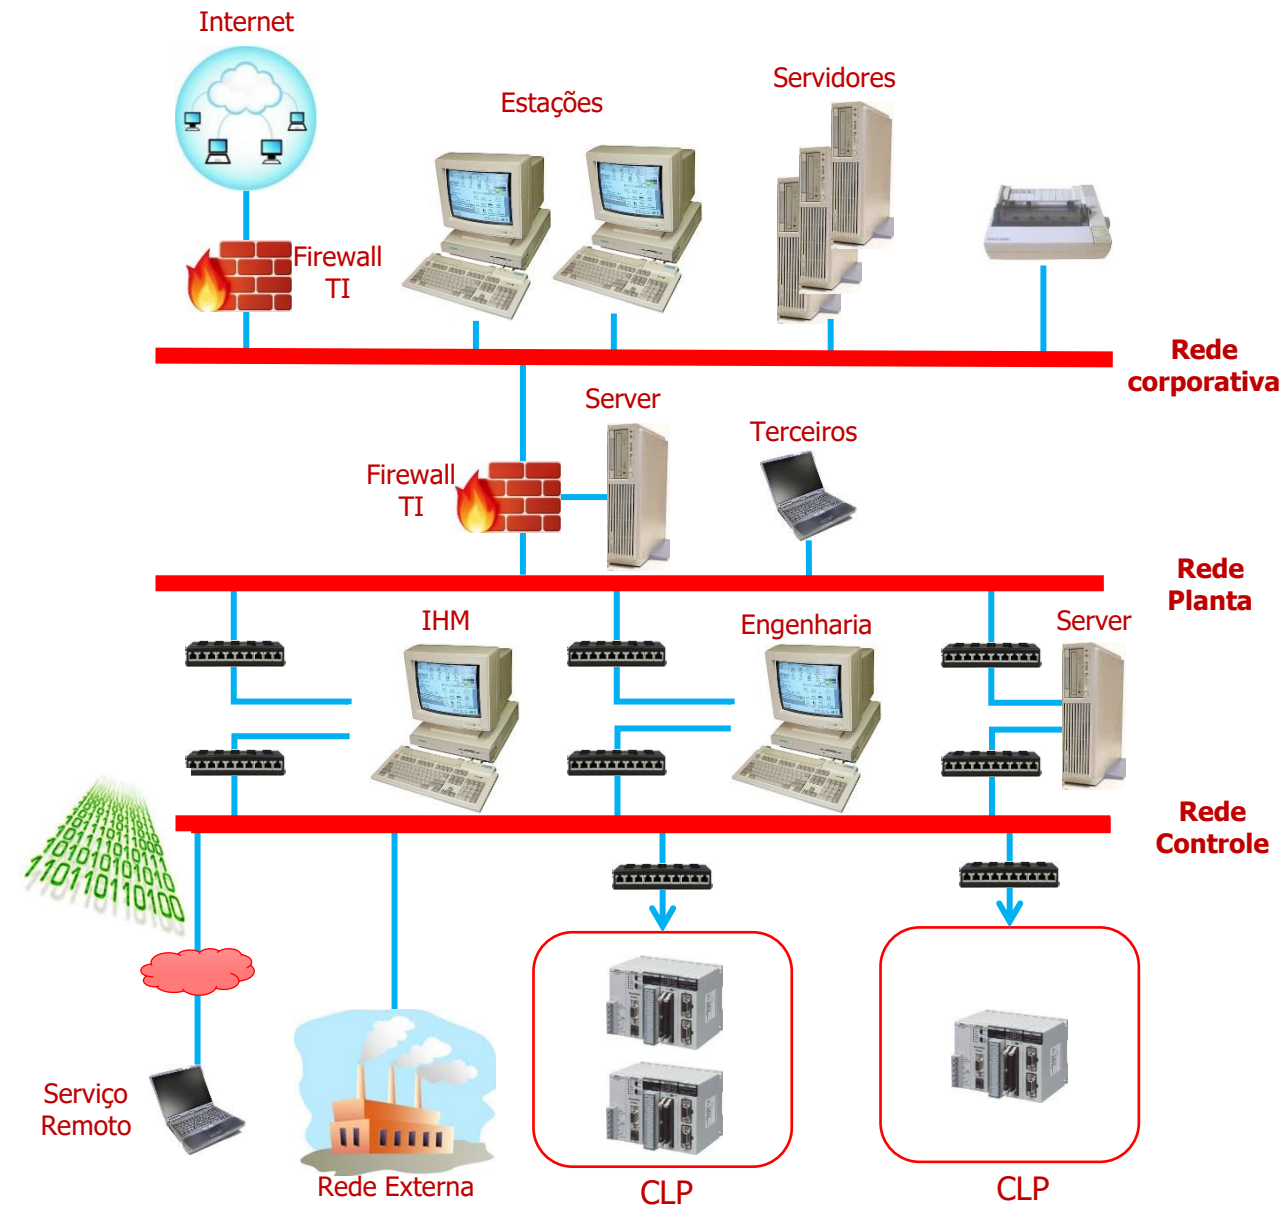 Internet
Estações
Servidores
Firewall
TI
Rede
corporativa
Server
Terceiros
Firewall
TI
Rede
Planta
IHM
Engenharia
Server
Rede
Controle
1101101101100
Serviço
Remoto
Rede Externa
CLP
CLP